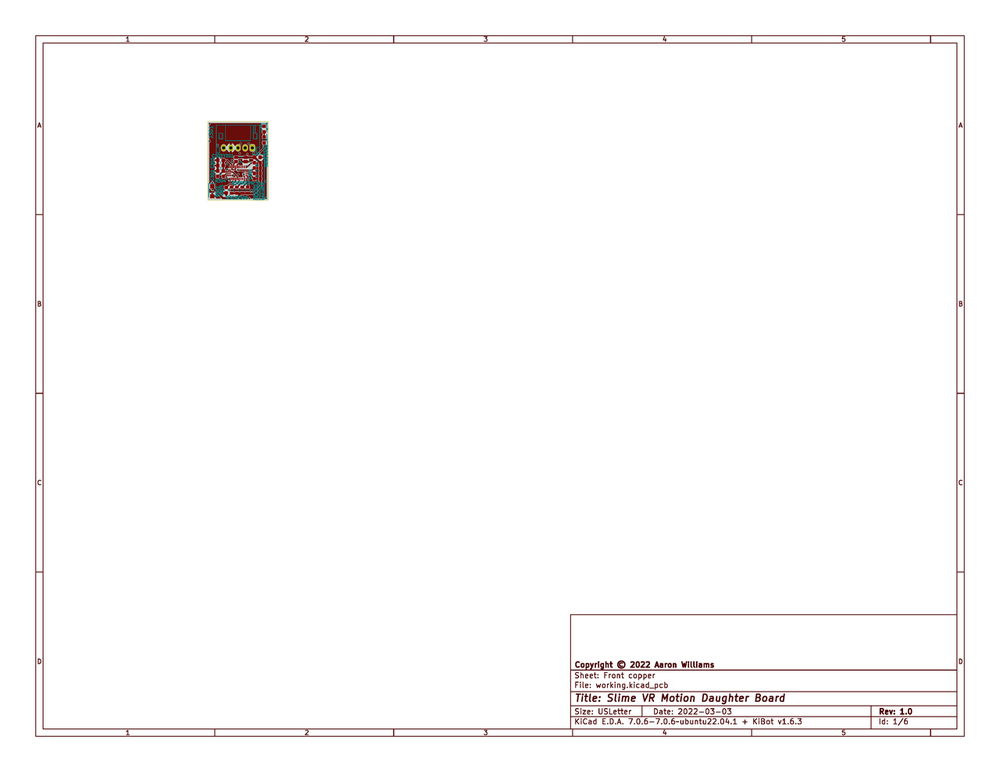 1 2 3 4 5
A A
B B
C C
D D
Copyright © 2022 Aaron Williams
Sheet: Front copper
File: working.kicad_pcb
Title: Slime VR Motion Daughter Board
Size: USLetter Date: 2022-03-03 Rev: 1.0
KiCad E.D.A. 7.0.6-7.0.6~ubuntu22.04.1 + KiBot v1.6.3 Id: 1/6
1 2 3 4 5